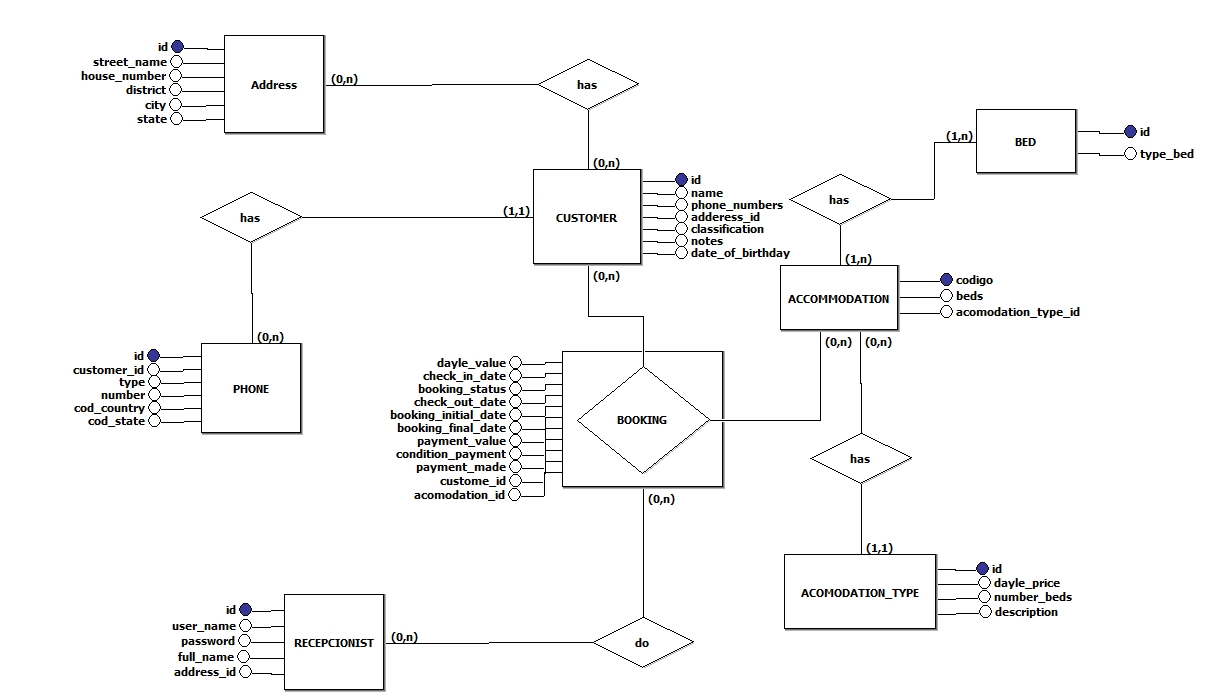 id
street_name
house_number
district
city
state
Address
(0,n)
has
(0,n)
CUSTOMER
id
name
phone_numbers
adderess_id
classification
notes
date_of_birthday
(1,1)
(0,n)
has
(0,n)
id
customer_id
type
number
cod_country
cod_state
PHONE
BED
id
type_bed
(1,n)
has
(1,n)
ACCOMMODATION
codigo
beds
acomodation_type_id
(0,n)
(0,n)
dayle_value
check_in_date
booking_status
check_out_date
booking_initial_date
booking_final_date
payment_value
condition_payment
payment_made
custome_id
acomodation_id
BOOKING
(0,n)
has
(1,1)
ACOMODATION_TYPE
id
dayle_price
number_beds
description
id
user_name
password
full_name
address_id
RECEPCIONIST
(0,n)
do